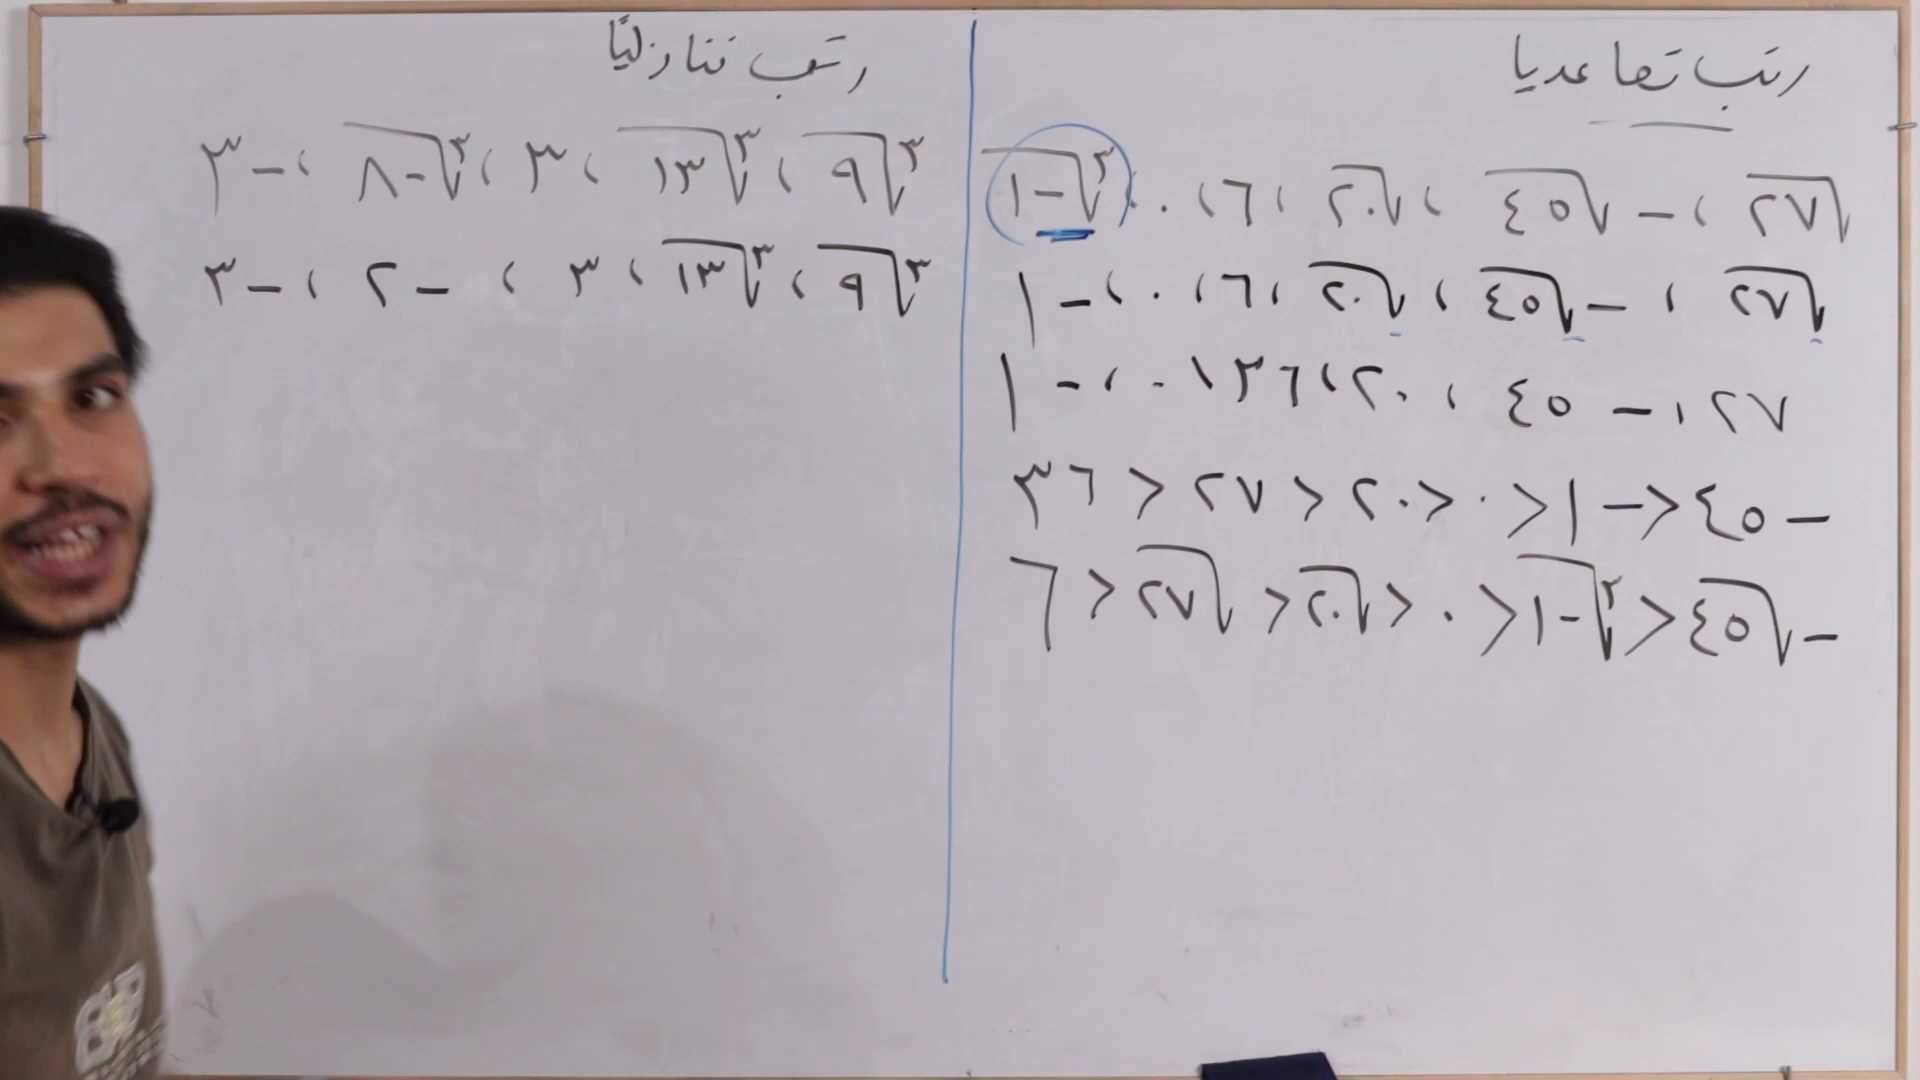 رتب تصاعديا
√٢٧ ، -√٤٥ ، √٢٠ ، ٦ ، ٠ ، ∛-١
√٢٧ ، -√٤٥ ، √٢٠ ، ٦ ، ٠ ، -١
٢٧ ، -٤٥ ، ٢٠ ، ٣٦ ، ٠ ، -١
-٤٥ < -١ < ٠ < ٢٠ < ٢٧ < ٣٦
-√٤٥ < ∛-١ < ٠ < √٢٠ < √٢٧ < ٦
رتب تنازليًا
∛٩ ، ∛١٣ ، ٣ ، ∛-٨ ، -٣
∛٩ ، ∛١٣ ، ٣ ، -٢ ، -٣